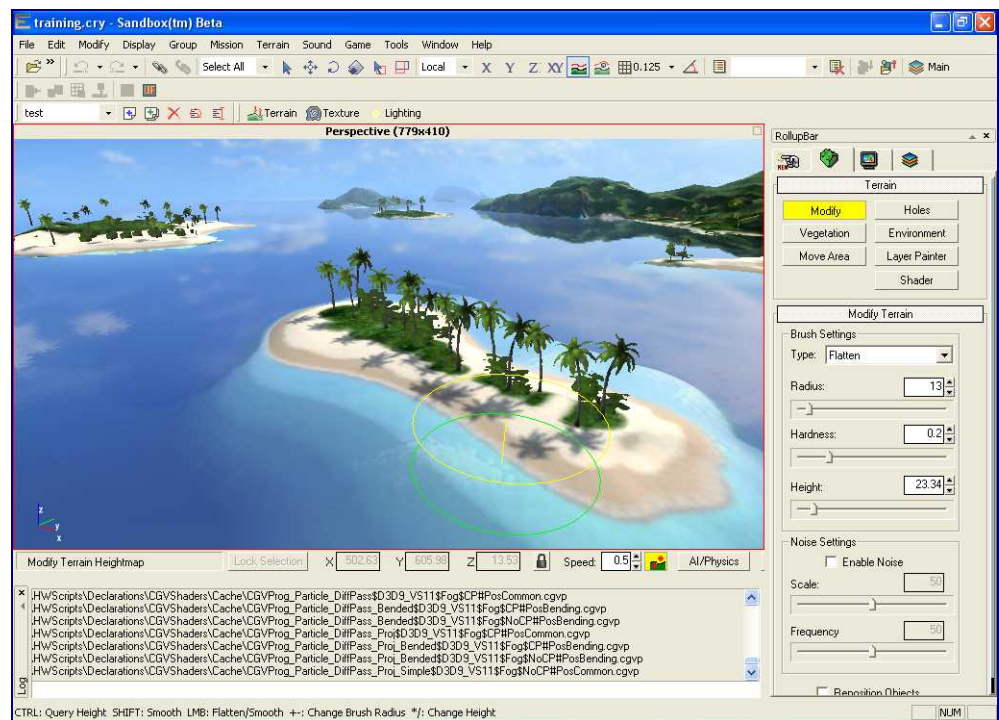 training.cry - Sandbox(tm) Beta
File Edit Modify Display Group Mission Terrain Sound Game Tools Window Help
Select All Local X Y Z XY 0.125 Main
test Terrain Texture Lighting
Perspective (779x410)
RollupBar
Terrain
Modify Holes
Vegetation Environment
Move Area Layer Painter
Shader
Modify Terrain
Brush Settings
Type: Flatten
Radius: 13
Hardness: 0.2
Height: 23.34
Noise Settings
Enable Noise
Scale: 50
Frequency 50
Reposition Objects
z
y
x
Modify Terrain Heightmap Lock Selection X 502.63 Y 605.98 Z 13.53 Speed: 0.5 AI/Physics
.HWScripts\Declarations\CGVShaders\Cache\CGVProg_Particle_DiffPass$D3D9_VS11$Fog$CP#PosCommon.cgvp
.HWScripts\Declarations\CGVShaders\Cache\CGVProg_Particle_DiffPass_Bended$D3D9_VS11$Fog$CP#PosBending.cgvp
.HWScripts\Declarations\CGVShaders\Cache\CGVProg_Particle_DiffPass_Bended$D3D9_VS11$Fog$NoCP#PosBending.cgvp
.HWScripts\Declarations\CGVShaders\Cache\CGVProg_Particle_DiffPass_Proj$D3D9_VS11$Fog$CP#PosCommon.cgvp
.HWScripts\Declarations\CGVShaders\Cache\CGVProg_Particle_DiffPass_Proj_Bended$D3D9_VS11$Fog$CP#PosBending.cgvp
.HWScripts\Declarations\CGVShaders\Cache\CGVProg_Particle_DiffPass_Proj_Bended$D3D9_VS11$Fog$NoCP#PosBending.cgvp
.HWScripts\Declarations\CGVShaders\Cache\CGVProg_Particle_DiffPass_Proj_Simple$D3D9_VS11$Fog$NoCP#PosCommon.cgvp
Log
CTRL: Query Height SHIFT: Smooth LMB: Flatten/Smooth +-: Change Brush Radius */: Change Height NUM